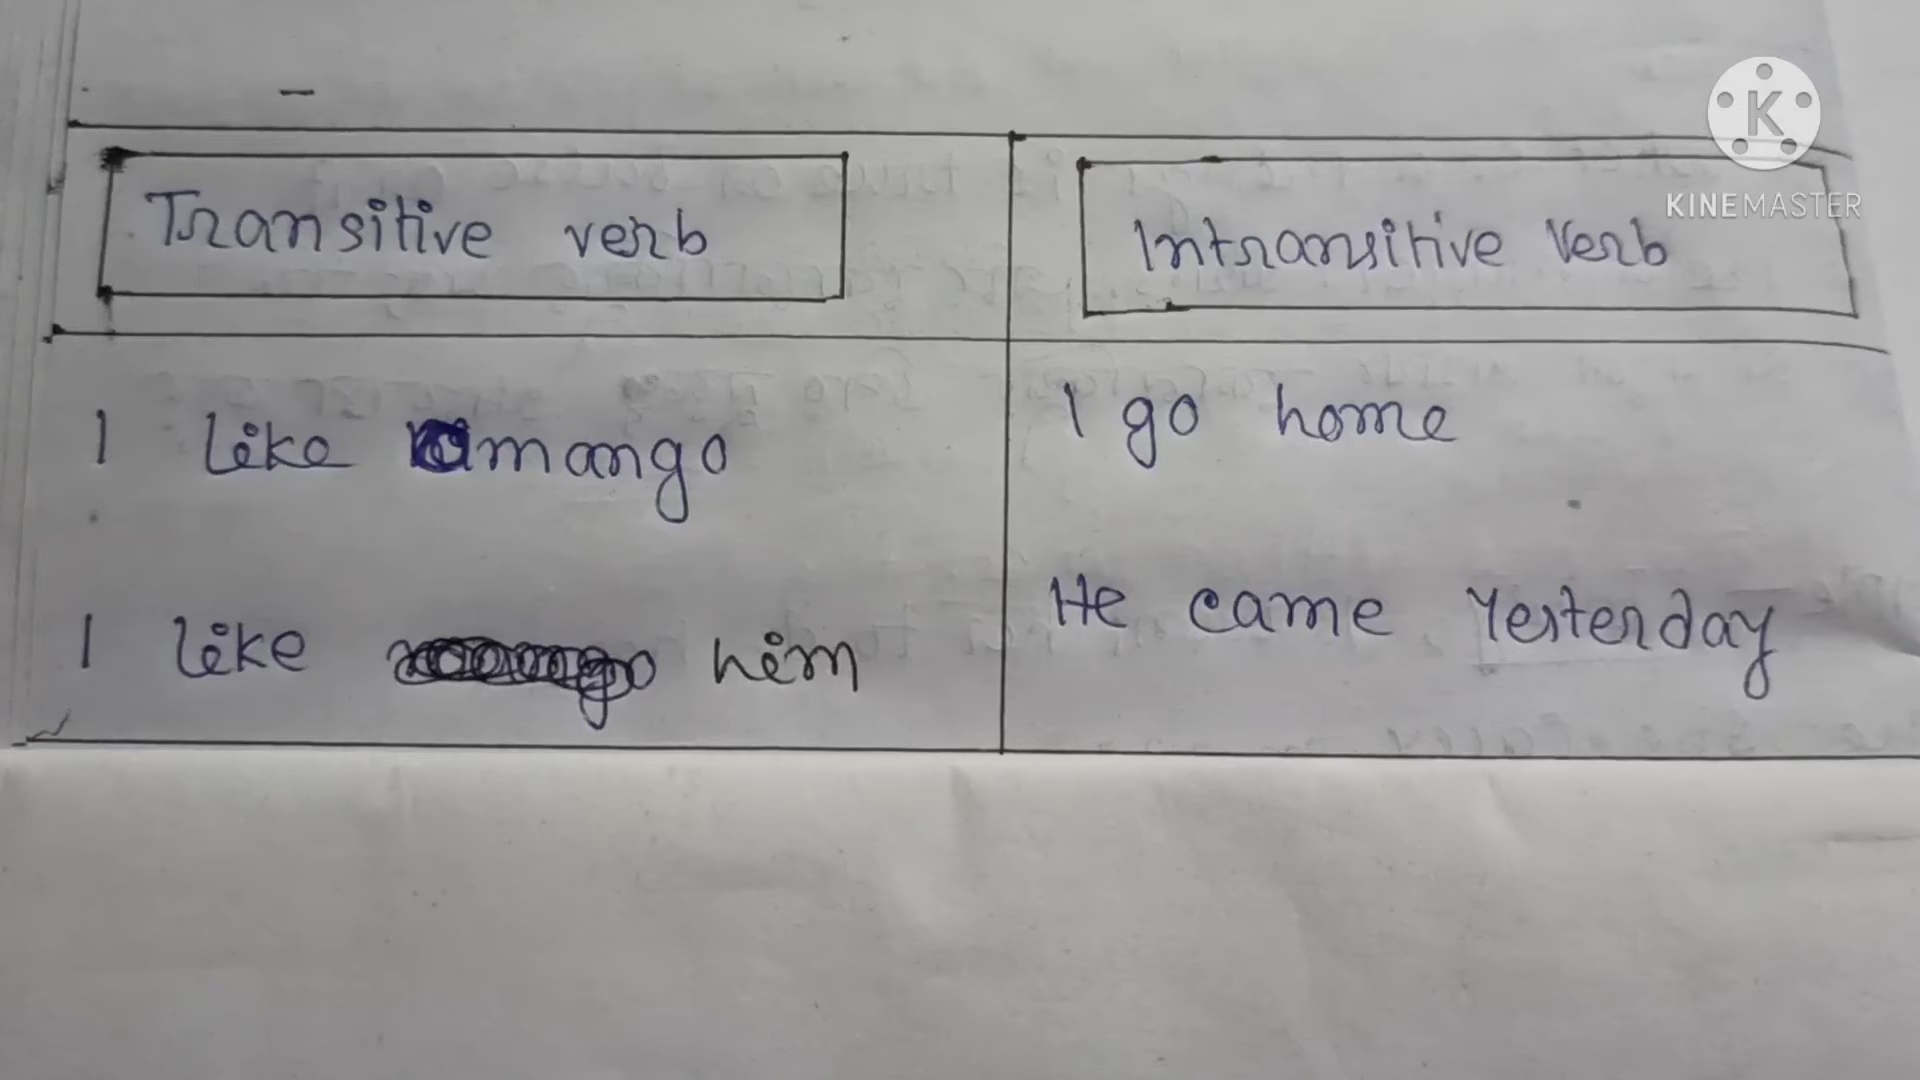 Transitive verb
Intransitive Verb
I like mango
I go home
I like him
He came Yesterday
KINEMASTER